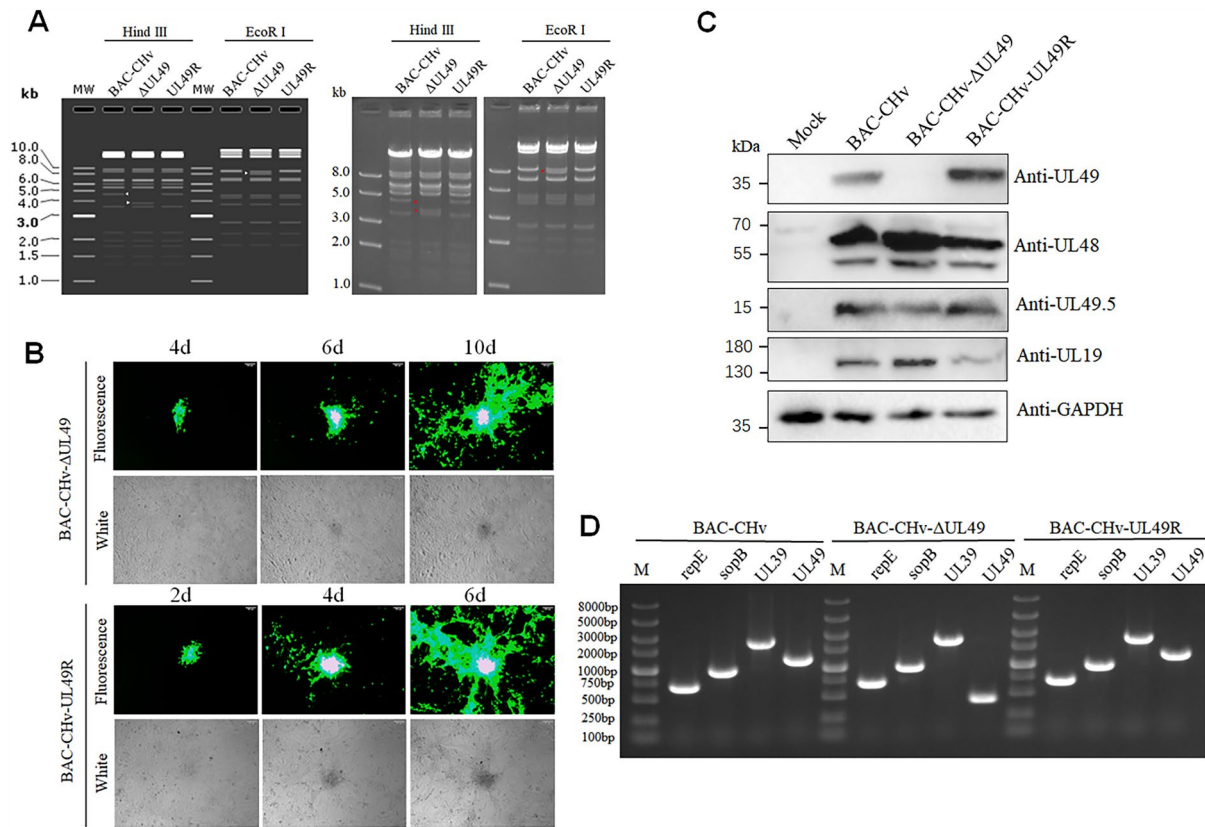 A
Hind III
EcoR I
MW
BAC-CHv
ΔUL49
UL49R
MW
BAC-CHv
ΔUL49
UL49R
kb
10.0
8.0
6.0
5.0
4.0
3.0
2.0
1.5
1.0
Hind III
EcoR I
kb
BAC-CHv
ΔUL49
UL49R
BAC-CHv
ΔUL49
UL49R
8.0
5.0
4.0
3.0
2.0
1.0
B
4d 6d 10d
BAC-CHv-ΔUL49
Fluorescence
White
2d 4d 6d
BAC-CHv-UL49R
Fluorescence
White
C
Mock
BAC-CHv
BAC-CHv-ΔUL49
BAC-CHv-UL49R
kDa
35
Anti-UL49
70
55
Anti-UL48
15
Anti-UL49.5
180
130
Anti-UL19
35
Anti-GAPDH
D
BAC-CHv BAC-CHv-ΔUL49 BAC-CHv-UL49R
M repE sopB UL39 UL49 M repE sopB UL39 UL49 M repE sopB UL39 UL49
8000bp
5000bp
3000bp
2000bp
1000bp
750bp
500bp
250bp
100bp